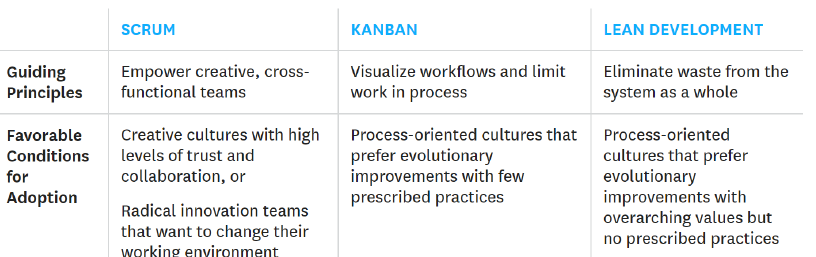 SCRUM
KANBAN
LEAN DEVELOPMENT
Guiding
Principles
Empower creative, cross-
functional teams
Visualize workflows and limit
work in process
Eliminate waste from the
system as a whole
Favorable
Conditions
for
Adoption
Creative cultures with high
levels of trust and
collaboration, or
Radical innovation teams
that want to change their
working environment
Process-oriented cultures that
prefer evolutionary
improvements with few
prescribed practices
Process-oriented
cultures that prefer
evolutionary
improvements with
overarching values but
no prescribed practices